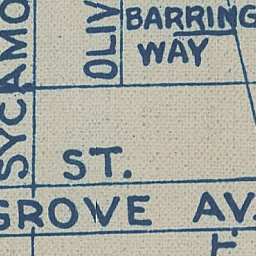 SYCAMO
OLIV
BARRING
WAY
ST.
GROVE AV.
T.